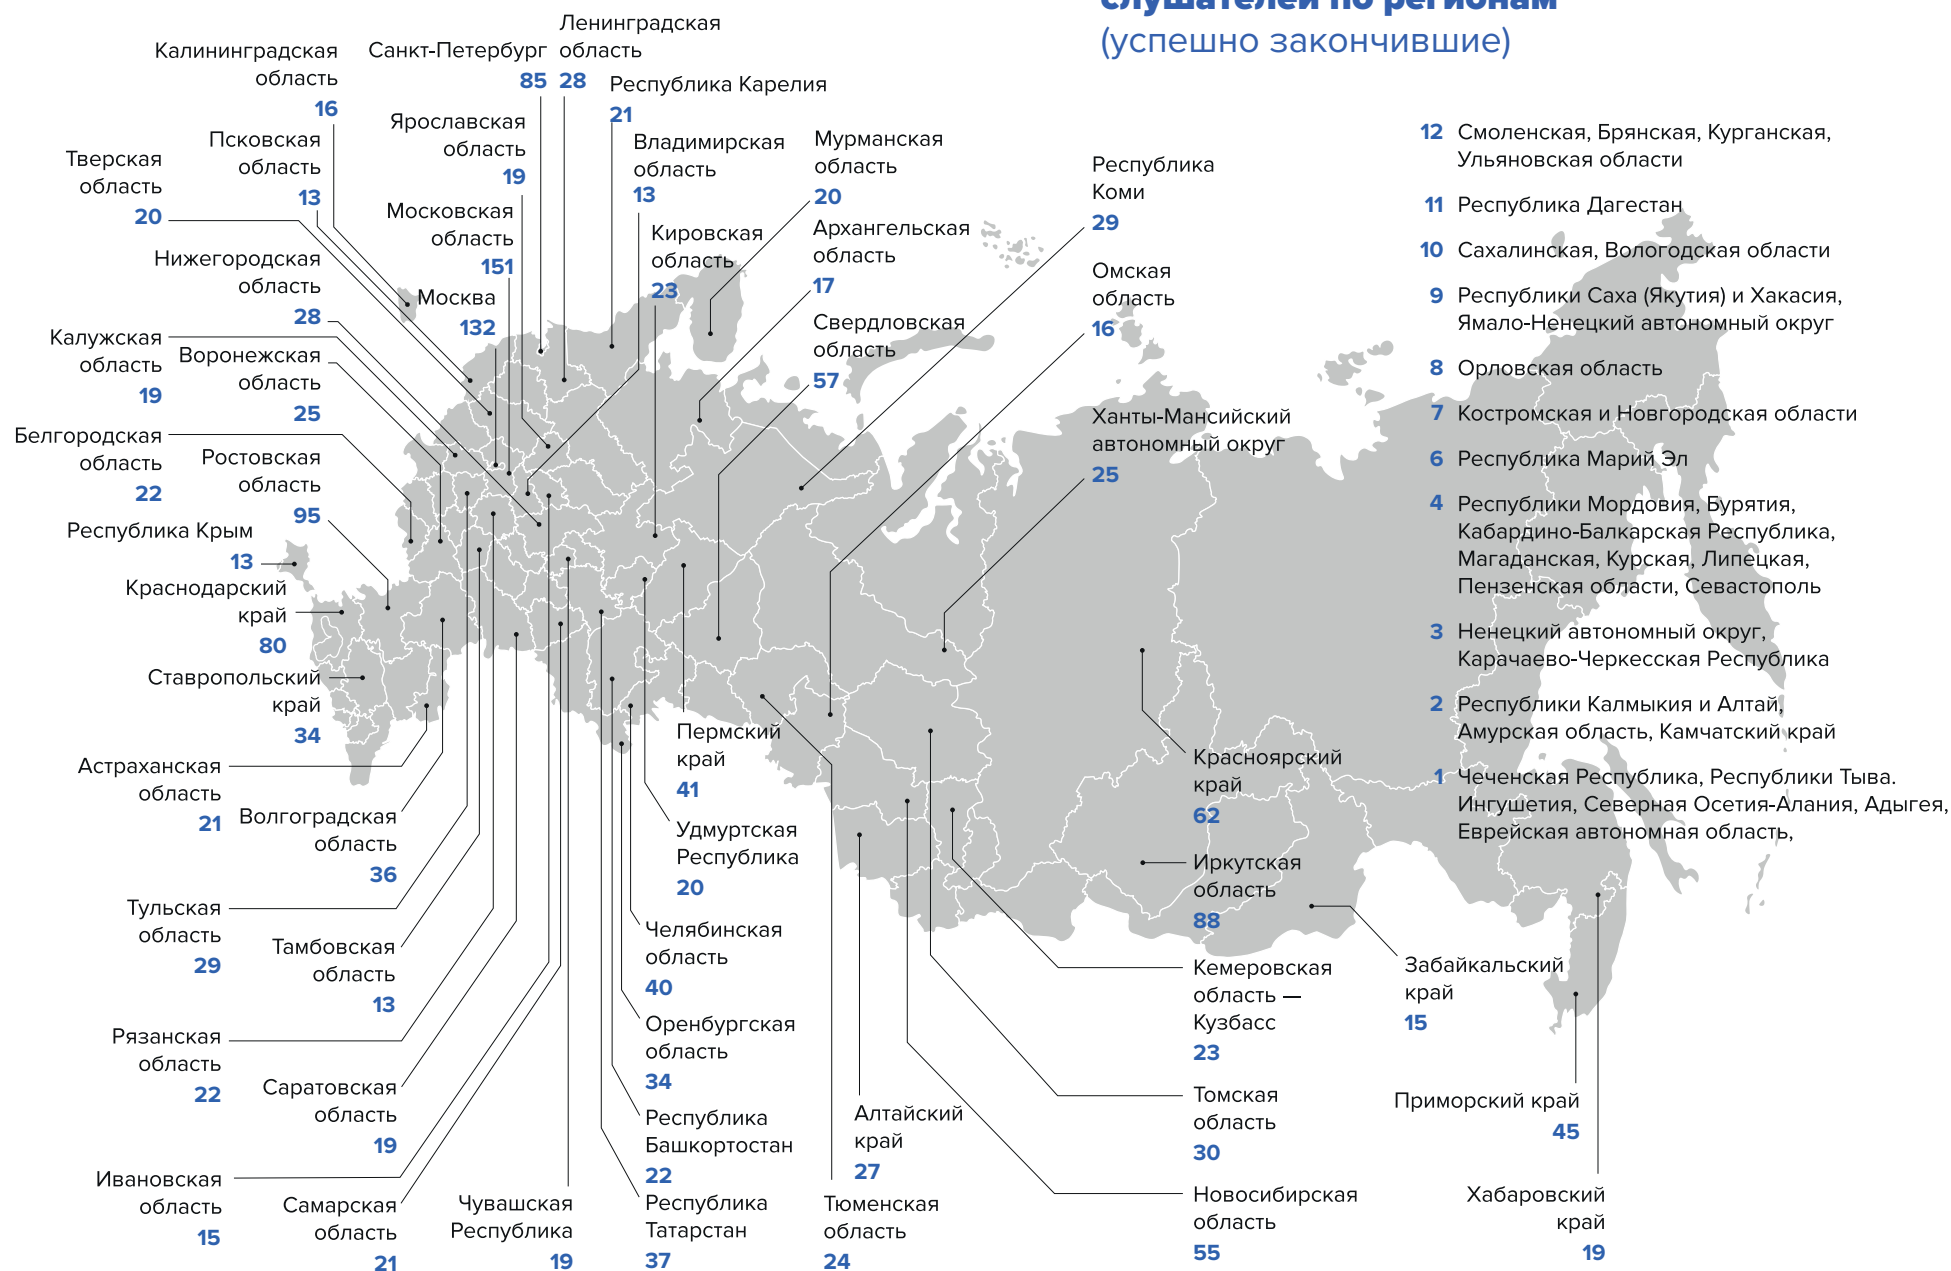 слушателей по регионам
(успешно закончившие)
Калининградская
область
16
Санкт-Петербург
85
Ленинградская
область
28
Республика Карелия
21
Тверская
область
20
Псковская
область
13
Ярославская
область
19
Владимирская
область
13
Мурманская
область
20
Нижегородская
область
28
Московская
область
151
Кировская
область
23
Архангельская
область
17
Республика
Коми
29
Калужская
область
19
Воронежская
область
25
Москва
132
Свердловская
область
57
Омская
область
16
Белгородская
область
22
Ростовская
область
95
Ханты-Мансийский
автономный округ
25
Республика Крым
13
Краснодарский
край
80
Ставропольский
край
34
Астраханская
область
21
Волгоградская
область
36
Тульская
область
29
Тамбовская
область
13
Рязанская
область
22
Саратовская
область
19
Ивановская
область
15
Самарская
область
21
Чувашская
Республика
19
Пермский
край
41
Удмуртская
Республика
20
Челябинская
область
40
Оренбургская
область
34
Республика
Башкортостан
22
Республика
Татарстан
37
Алтайский
край
27
Тюменская
область
24
Красноярский
край
62
Иркутская
область
88
Кемеровская
область —
Кузбасс
23
Томская
область
30
Новосибирская
область
55
Забайкальский
край
15
Приморский край
45
Хабаровский
край
19
12 Смоленская, Брянская, Курганская,
Ульяновская области
11 Республика Дагестан
10 Сахалинская, Вологодская области
9 Республики Саха (Якутия) и Хакасия,
Ямало-Ненецкий автономный округ
8 Орловская область
7 Костромская и Новгородская области
6 Республика Марий Эл
4 Республики Мордовия, Бурятия,
Кабардино-Балкарская Республика,
Магаданская, Курская, Липецкая,
Пензенская области, Севастополь
3 Ненецкий автономный округ,
Карачаево-Черкесская Республика
2 Республики Калмыкия и Алтай,
Амурская область, Камчатский край
1 Чеченская Республика, Республики Тыва.
Ингушетия, Северная Осетия-Алания, Адыгея,
Еврейская автономная область,